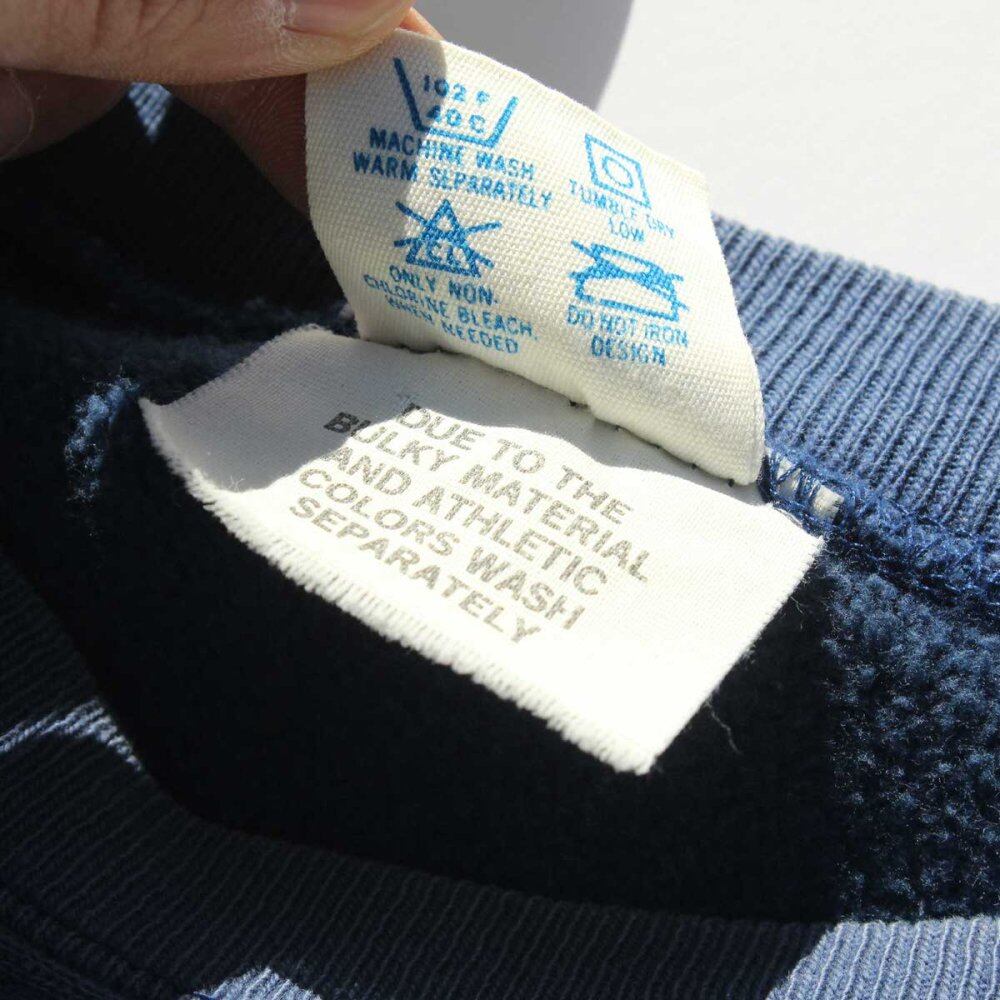 102 F
40 C
MACHINE WASH
WARM SEPARATELY
TUMBLE DRY
LOW
CL
ONLY NON-
CHLORINE BLEACH,
WHEN NEEDED
DO NOT IRON
DESIGN
DUE TO THE
BULKY MATERIAL
AND ATHLETIC
COLORS WASH
SEPARATELY